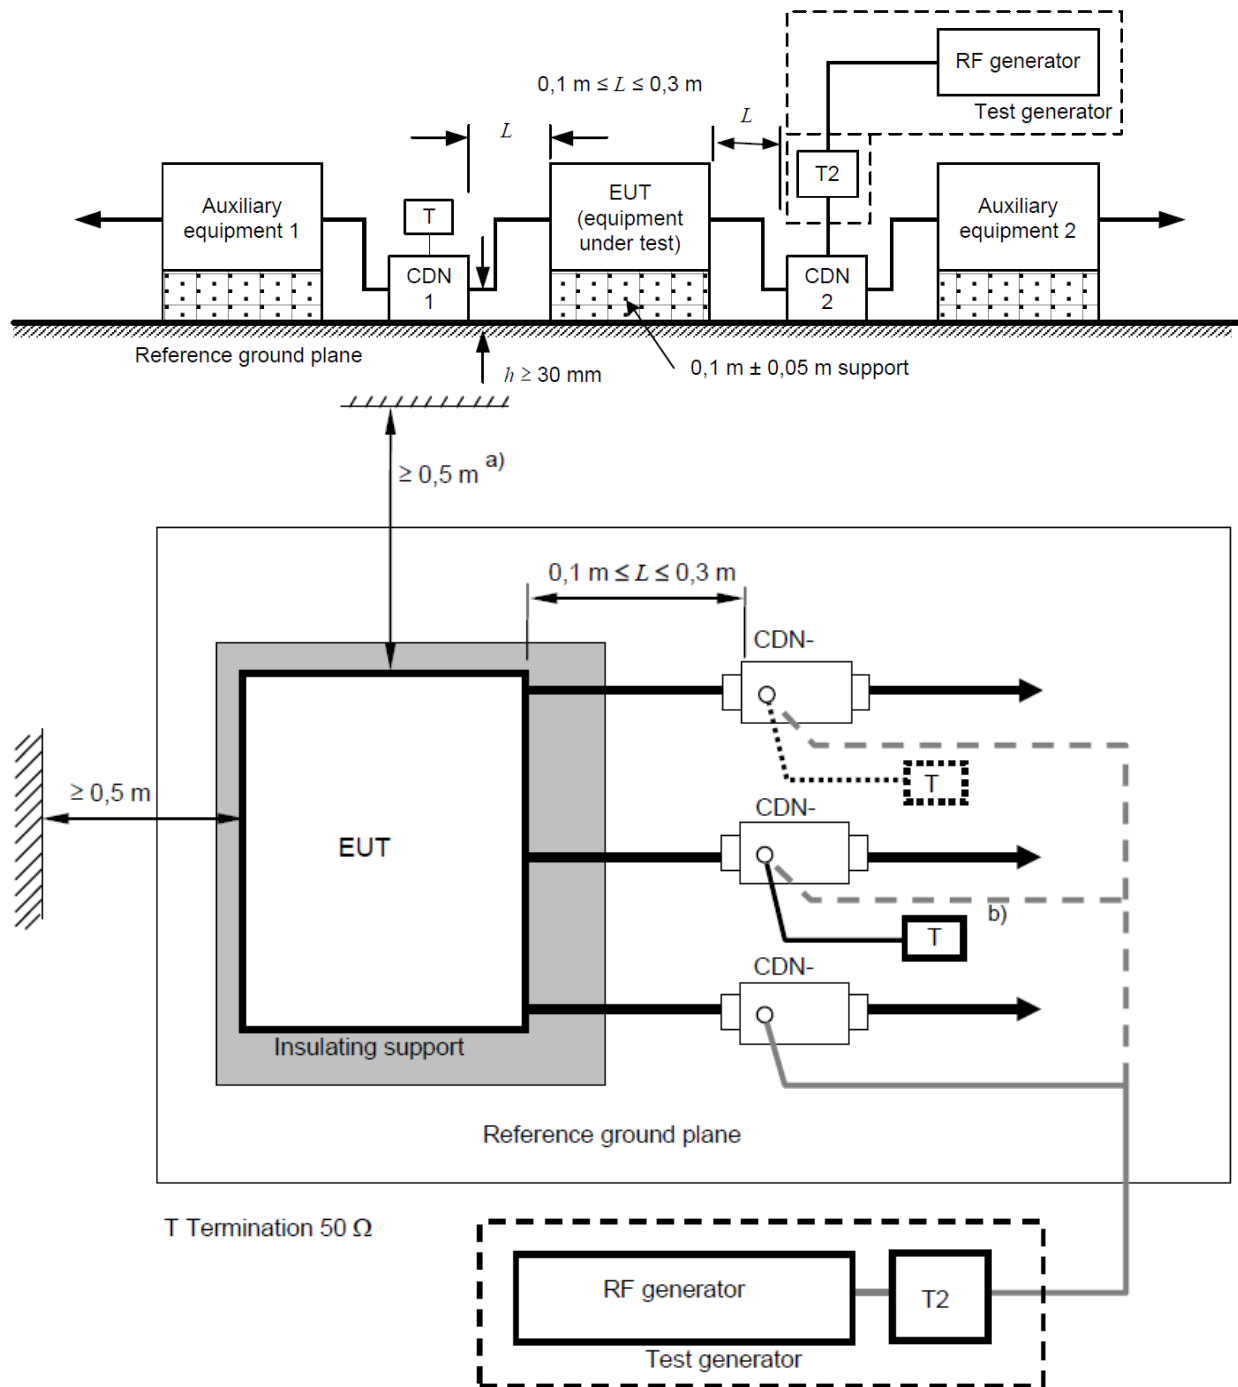 RF generator
Test generator
0,1 m ≤ L ≤ 0,3 m
L
L
T2
Auxiliary
equipment 1
T
EUT
(equipment
under test)
Auxiliary
equipment 2
CDN
1
CDN
2
Reference ground plane
h ≥ 30 mm
0,1 m ± 0,05 m support
≥ 0,5 m a)
0,1 m ≤ L ≤ 0,3 m
CDN-
T
≥ 0,5 m
EUT
CDN-
b)
T
CDN-
Insulating support
Reference ground plane
T Termination 50 Ω
RF generator
T2
Test generator